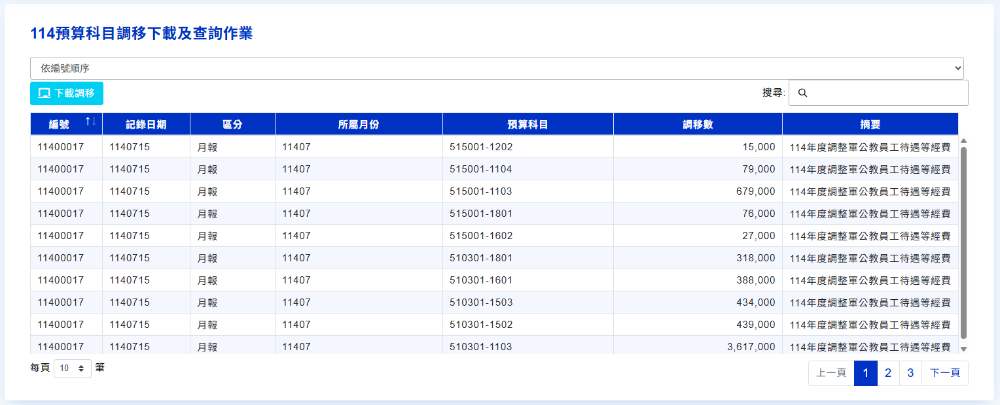 114預算科目調移下載及查詢作業
依編號順序
下載調移
搜尋:
編號 記錄日期 區分 所屬月份 預算科目 調移數 摘要
11400017 1140715 月報 11407 515001-1202 15,000 114年度調整軍公教員工待遇等經費
11400017 1140715 月報 11407 515001-1104 79,000 114年度調整軍公教員工待遇等經費
11400017 1140715 月報 11407 515001-1103 679,000 114年度調整軍公教員工待遇等經費
11400017 1140715 月報 11407 515001-1801 76,000 114年度調整軍公教員工待遇等經費
11400017 1140715 月報 11407 515001-1602 27,000 114年度調整軍公教員工待遇等經費
11400017 1140715 月報 11407 510301-1801 318,000 114年度調整軍公教員工待遇等經費
11400017 1140715 月報 11407 510301-1601 388,000 114年度調整軍公教員工待遇等經費
11400017 1140715 月報 11407 510301-1503 434,000 114年度調整軍公教員工待遇等經費
11400017 1140715 月報 11407 510301-1502 439,000 114年度調整軍公教員工待遇等經費
11400017 1140715 月報 11407 510301-1103 3,617,000 114年度調整軍公教員工待遇等經費
每頁 10 筆
上一頁 1 2 3 下一頁